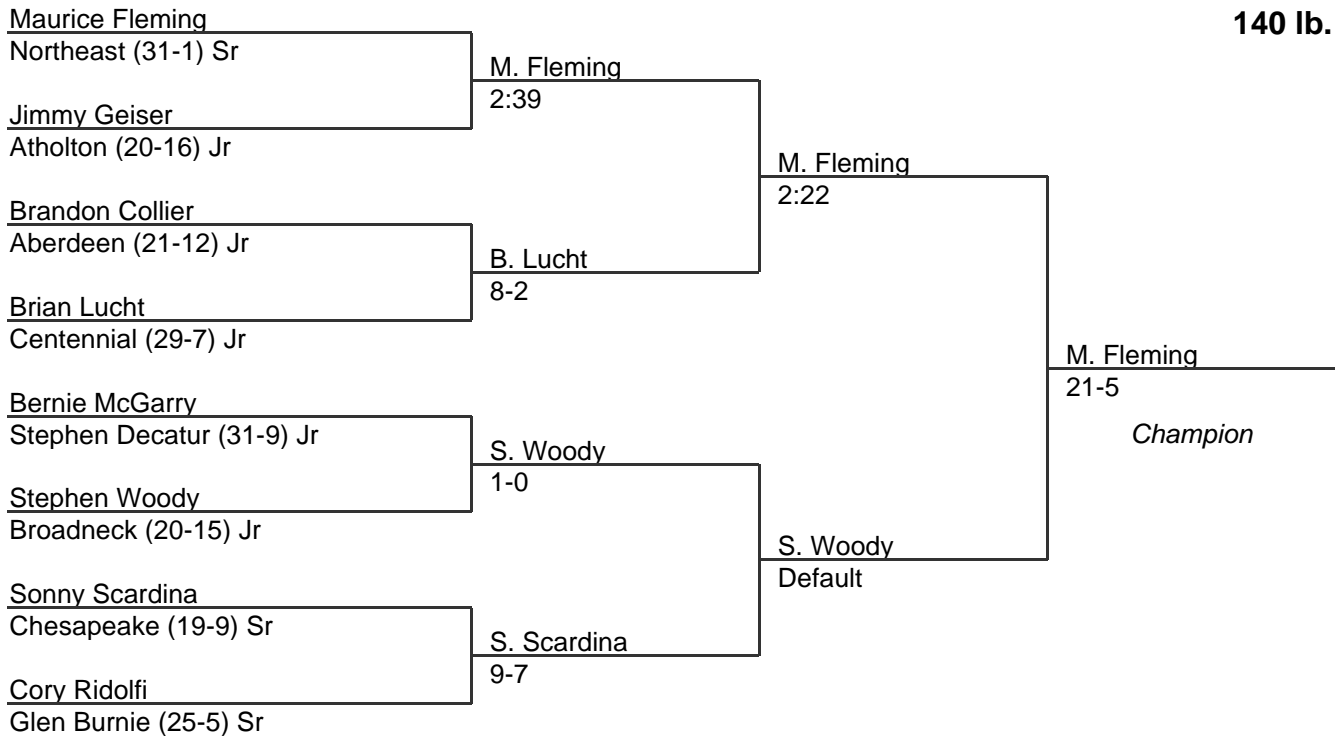 140 lb.
Maurice Fleming
Northeast (31-1) Sr
Jimmy Geiser
Atholton (20-16) Jr
Brandon Collier
Aberdeen (21-12) Jr
Brian Lucht
Centennial (29-7) Jr
Bernie McGarry
Stephen Decatur (31-9) Jr
Stephen Woody
Broadneck (20-15) Jr
Sonny Scardina
Chesapeake (19-9) Sr
Cory Ridolfi
Glen Burnie (25-5) Sr
M. Fleming
2:39
B. Lucht
8-2
S. Woody
1-0
S. Scardina
9-7
M. Fleming
2:22
S. Woody
Default
M. Fleming
21-5
Champion